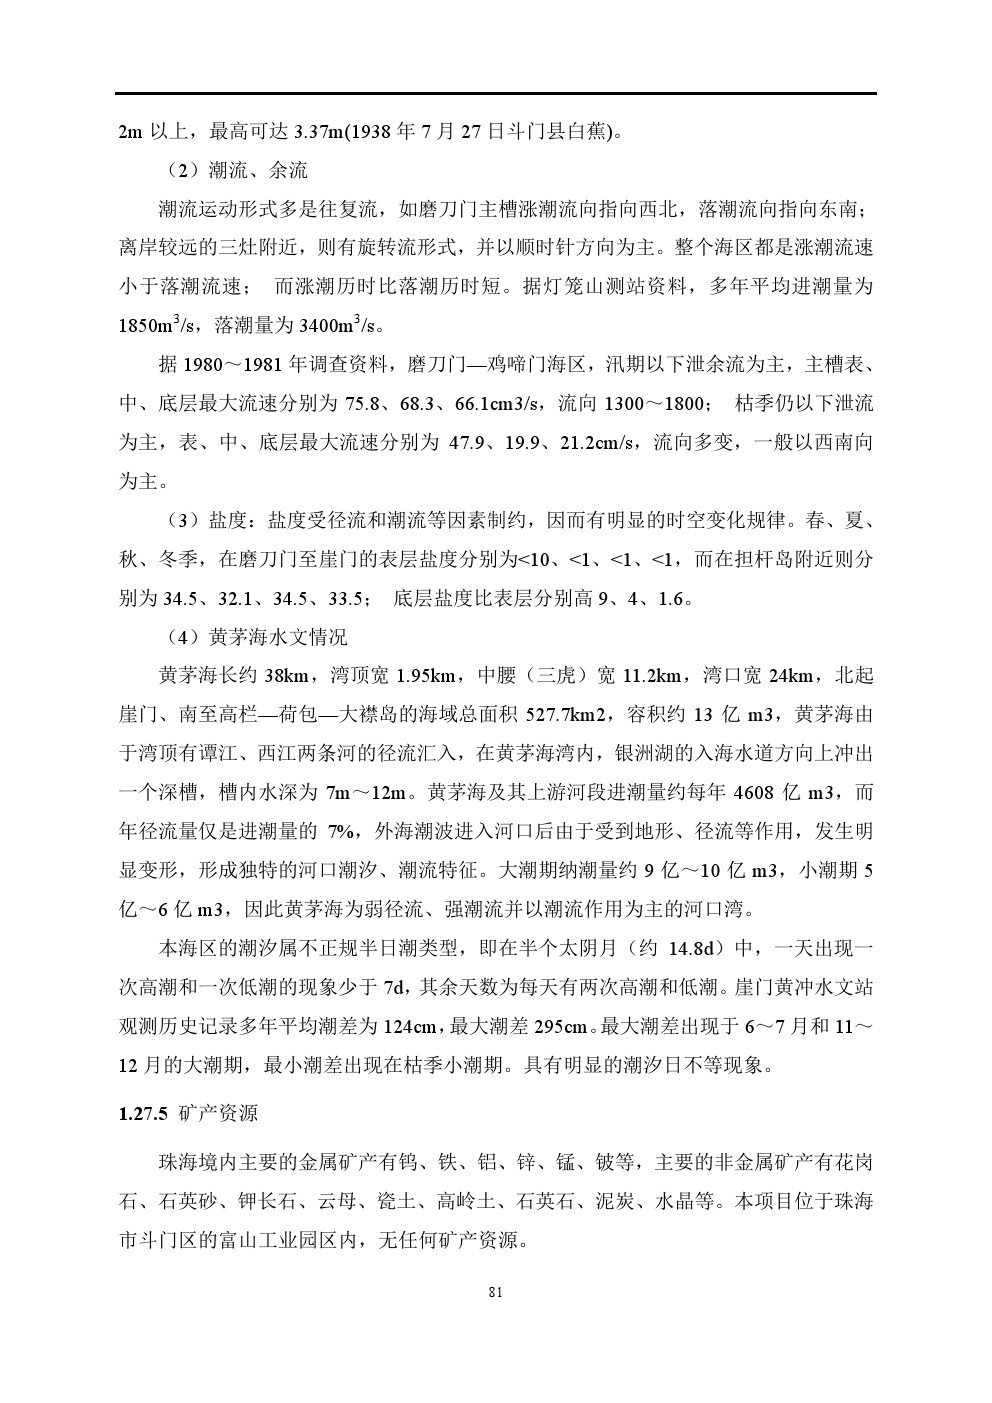 2m 以上，最高可达 3.37m(1938 年 7 月 27 日斗门县白蕉)。
（2）潮流、余流
潮流运动形式多是往复流，如磨刀门主槽涨潮流向指向西北，落潮流向指向东南；
离岸较远的三灶附近，则有旋转流形式，并以顺时针方向为主。整个海区都是涨潮流速
小于落潮流速； 而涨潮历时比落潮历时短。据灯笼山测站资料，多年平均进潮量为
1850m³/s，落潮量为 3400m³/s。
据 1980～1981 年调查资料，磨刀门—鸡啼门海区，汛期以下泄余流为主，主槽表、
中、底层最大流速分别为 75.8、68.3、66.1cm3/s，流向 1300～1800； 枯季仍以下泄流
为主，表、中、底层最大流速分别为 47.9、19.9、21.2cm/s，流向多变，一般以西南向
为主。
（3）盐度：盐度受径流和潮流等因素制约，因而有明显的时空变化规律。春、夏、
秋、冬季，在磨刀门至崖门的表层盐度分别为<10、<1、<1、<1，而在担杆岛附近则分
别为 34.5、32.1、34.5、33.5； 底层盐度比表层分别高 9、4、1.6。
（4）黄茅海水文情况
黄茅海长约 38km，湾顶宽 1.95km，中腰（三虎）宽 11.2km，湾口宽 24km，北起
崖门、南至高栏—荷包—大襟岛的海域总面积 527.7km2，容积约 13 亿 m3，黄茅海由
于湾顶有谭江、西江两条河的径流汇入，在黄茅海湾内，银洲湖的入海水道方向上冲出
一个深槽，槽内水深为 7m～12m。黄茅海及其上游河段进潮量约每年 4608 亿 m3，而
年径流量仅是进潮量的 7%，外海潮波进入河口后由于受到地形、径流等作用，发生明
显变形，形成独特的河口潮汐、潮流特征。大潮期纳潮量约 9 亿～10 亿 m3，小潮期 5
亿～6 亿 m3，因此黄茅海为弱径流、强潮流并以潮流作用为主的河口湾。
本海区的潮汐属不正规半日潮类型，即在半个太阴月（约 14.8d）中，一天出现一
次高潮和一次低潮的现象少于 7d，其余天数为每天有两次高潮和低潮。崖门黄冲水文站
观测历史记录多年平均潮差为 124cm，最大潮差 295cm。最大潮差出现于 6～7 月和 11～
12 月的大潮期，最小潮差出现在枯季小潮期。具有明显的潮汐日不等现象。
1.27.5 矿产资源
珠海境内主要的金属矿产有钨、铁、铝、锌、锰、铍等，主要的非金属矿产有花岗
石、石英砂、钾长石、云母、瓷土、高岭土、石英石、泥炭、水晶等。本项目位于珠海
市斗门区的富山工业园区内，无任何矿产资源。
81